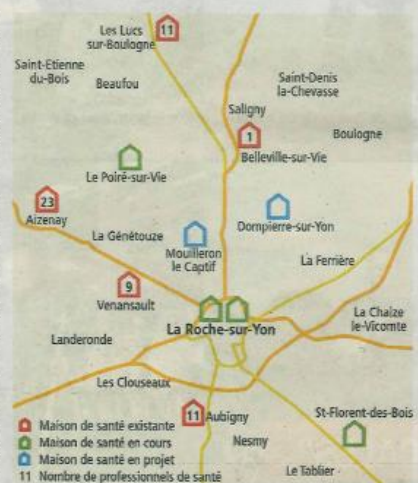 Les Lucs
sur-Boulogne
11
Saint-Etienne
du-Bois
Beaufou
Saint-Denis
la-Chevasse
Saligny
1
Boulogne
Belleville-sur-Vie
Le Poiré-sur-Vie
23
Aizenay
La Génétouze
Mouilleron
le Captif
Dompierre-sur-Yon
La Ferrière
9
Venansault
La Roche-sur-Yon
La Chaize
le-Vicomte
Landeronde
Les Clouseaux
11 Aubigny
St-Florent-des-Bois
Nesmy
Le Tablier
Maison de santé existante
Maison de santé en cours
Maison de santé en projet
11 Nombre de professionels de santé